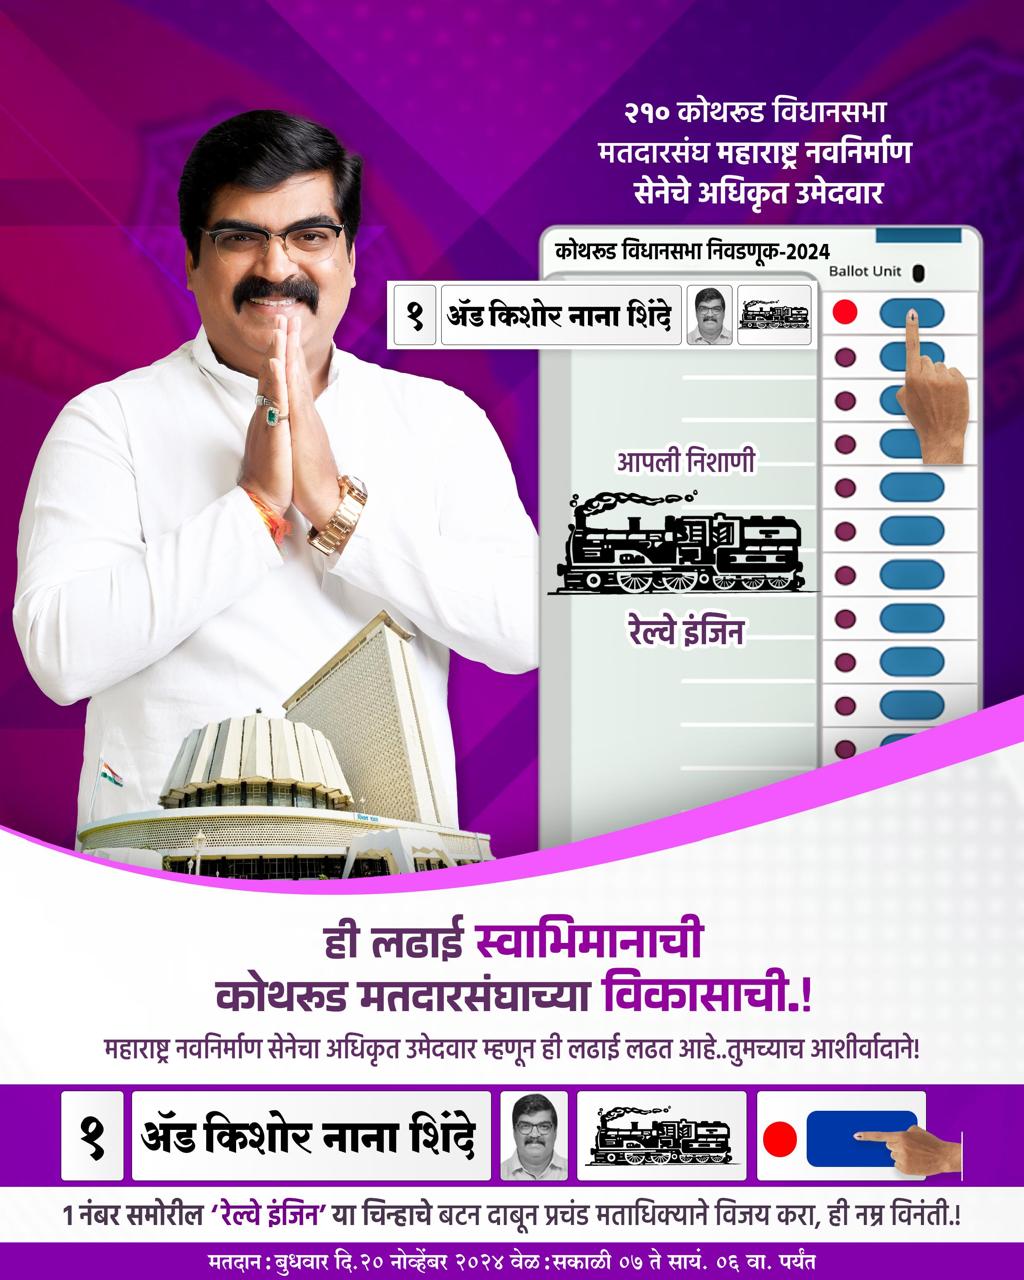 २१० कोथरूड विधानसभा
मतदारसंघ महाराष्ट्र नवनिर्माण
सेनेचे अधिकृत उमेदवार
कोथरूड विधानसभा निवडणूक-2024
Ballot Unit
१ ॲड किशोर नाना शिंदे
आपली निशाणी
रेल्वे इंजिन
ही लढाई स्वाभिमानाची
कोथरूड मतदारसंघाच्या विकासाची.!
महाराष्ट्र नवनिर्माण सेनेचा अधिकृत उमेदवार म्हणून ही लढाई लढत आहे..तुमच्याच आशीर्वादाने!
१ ॲड किशोर नाना शिंदे
1 नंबर समोरील ‘रेल्वे इंजिन’ या चिन्हाचे बटन दाबून प्रचंड मताधिक्याने विजय करा, ही नम्र विनंती.!
मतदान : बुधवार दि.२० नोव्हेंबर २०२४ वेळ : सकाळी ०७ ते सायं. ०६ वा. पर्यंत